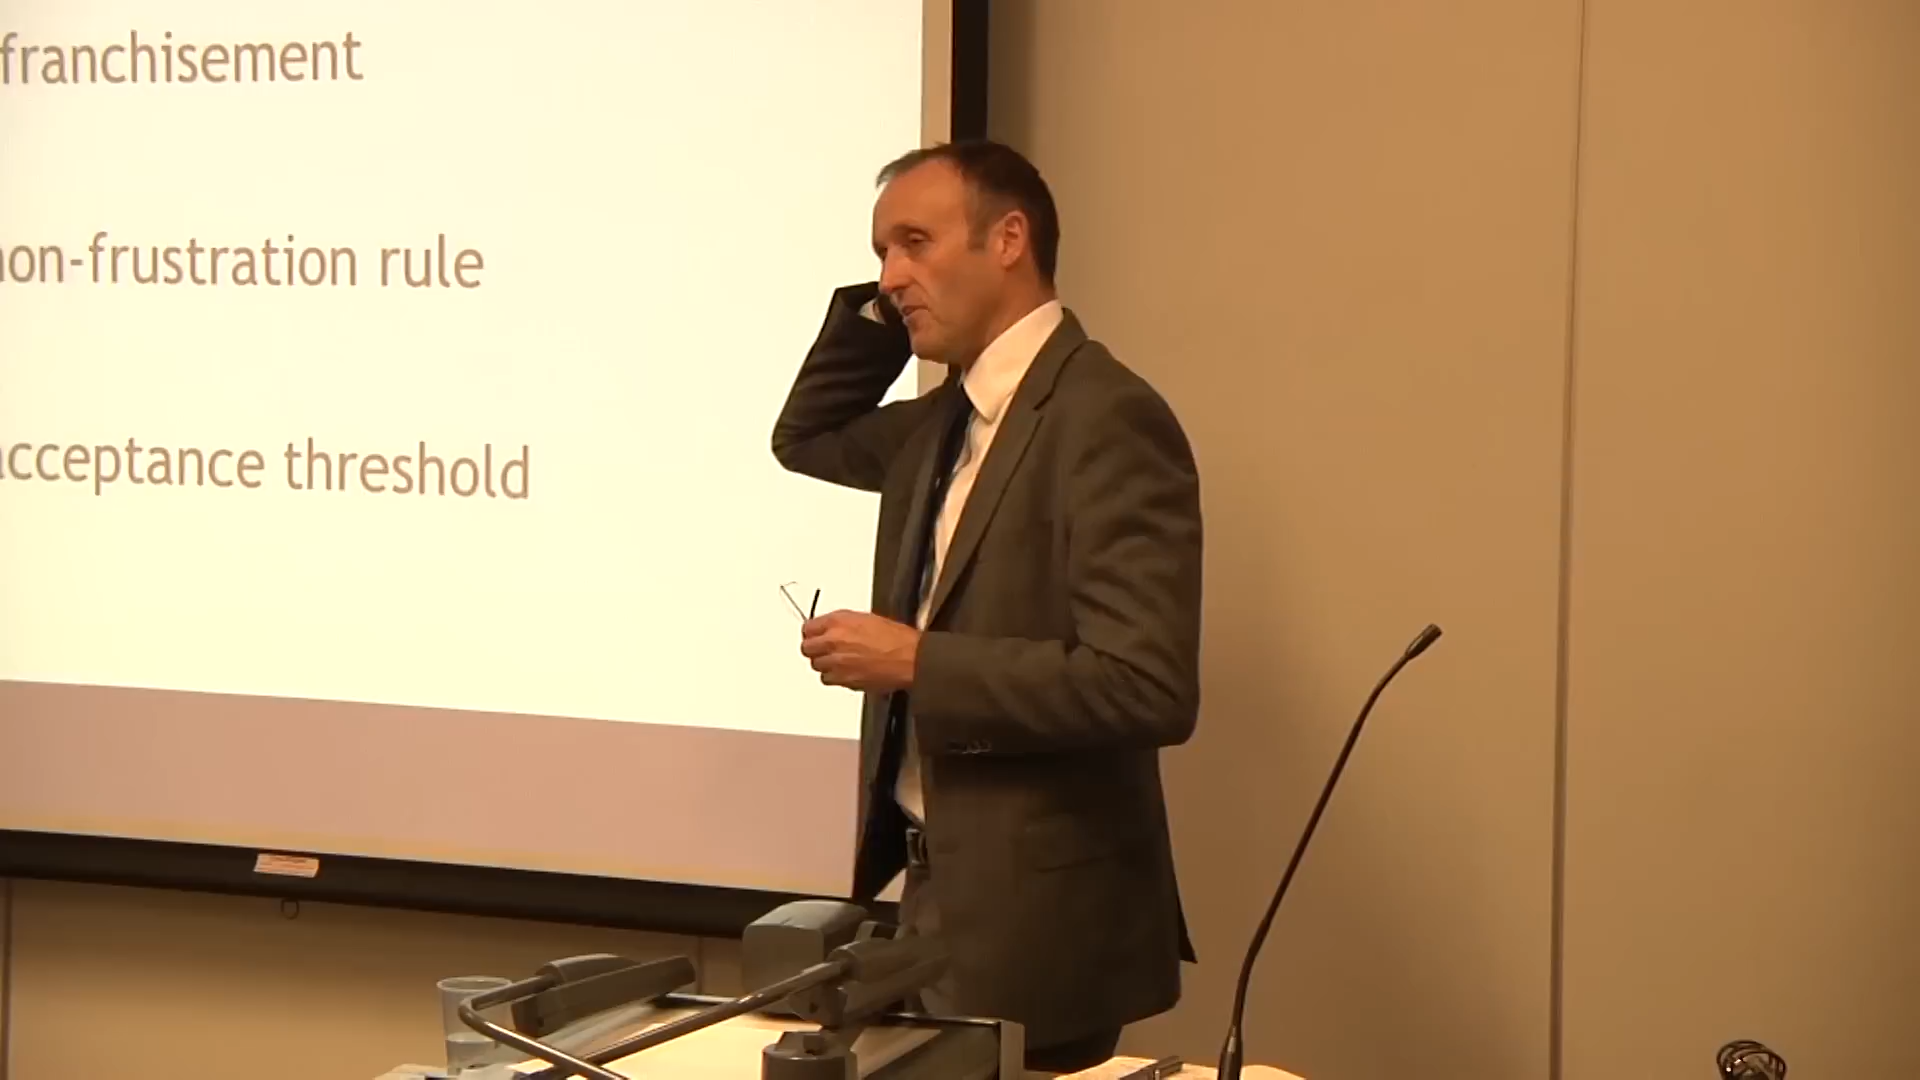 franchisement
non-frustration rule
acceptance threshold